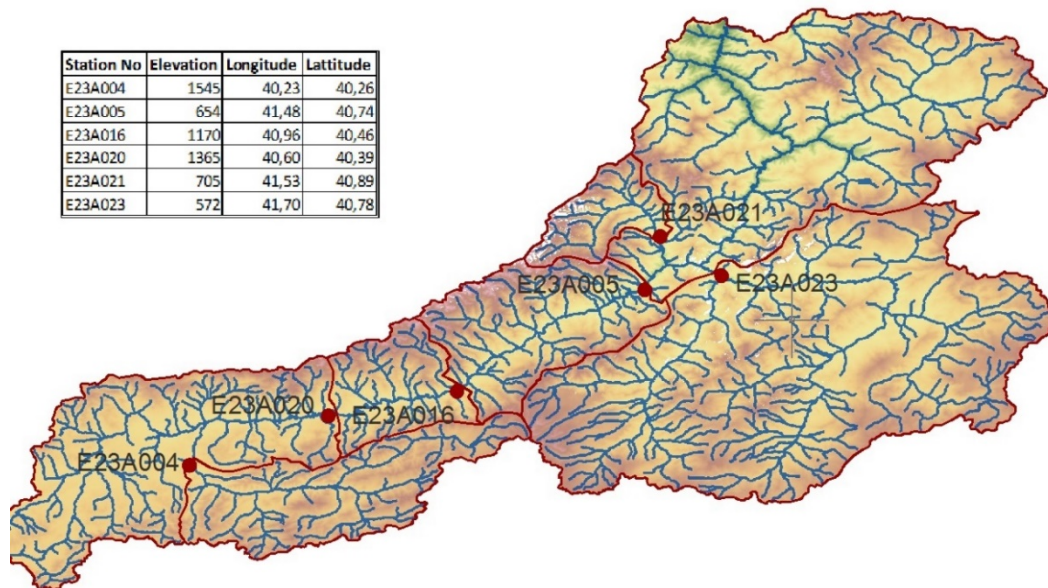 Station No Elevation Longitude Lattitude
E23A004 1545 40,23 40,26
E23A005 654 41,48 40,74
E23A016 1170 40,96 40,46
E23A020 1365 40,60 40,39
E23A021 705 41,53 40,89
E23A023 572 41,70 40,78
E23A021
E23A005
E23A023
E23A020
E23A016
E23A004